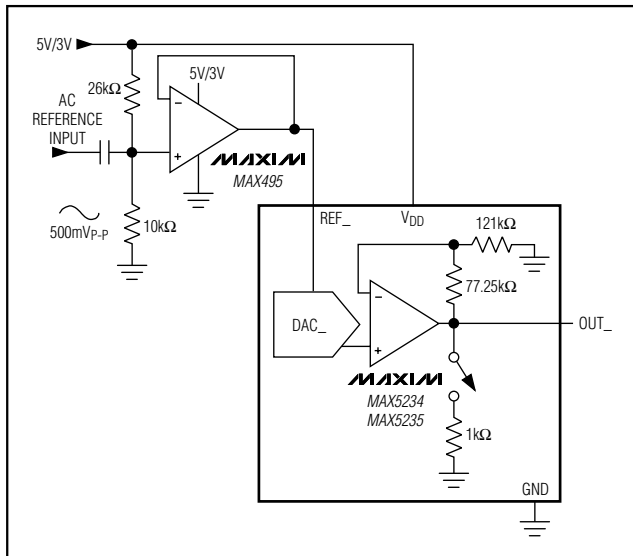 5V/3V
26kΩ
5V/3V
AC
REFERENCE
INPUT
−
+
MAXIM
MAX495
500mVP-P
10kΩ
REF_
VDD
121kΩ
77.25kΩ
DAC_
−
+
OUT_
MAXIM
MAX5234
MAX5235
1kΩ
GND